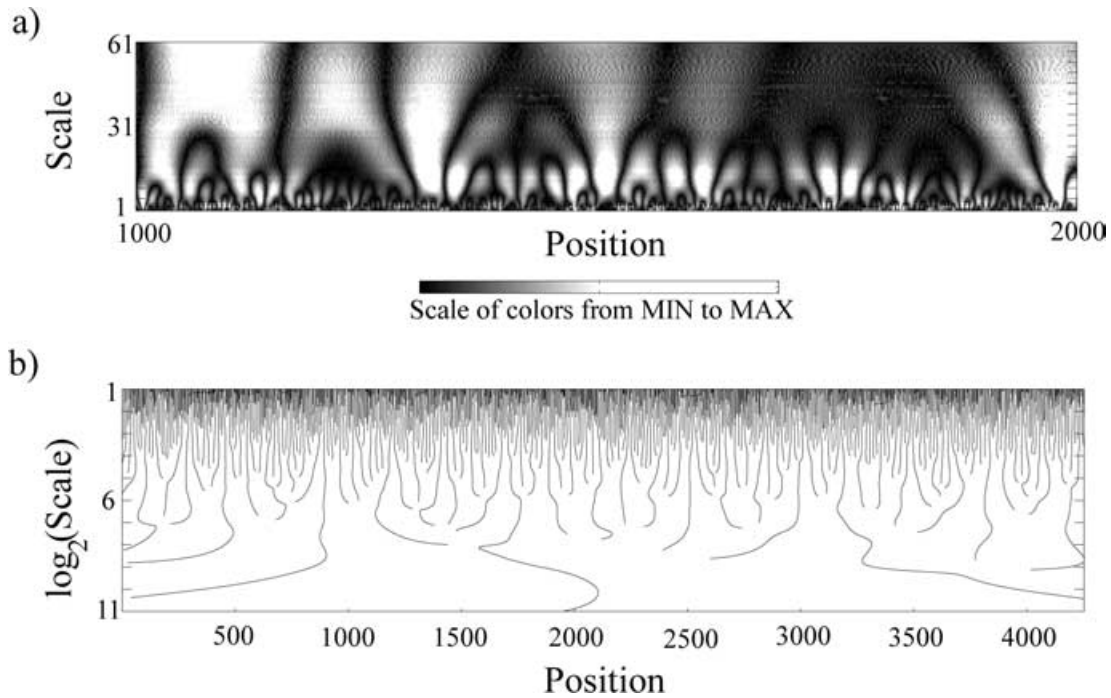 a)
61
31
1
Scale
1000
2000
Position
Scale of colors from MIN to MAX
b)
1
6
11
log2(Scale)
500
1000
1500
2000
2500
3000
3500
4000
Position